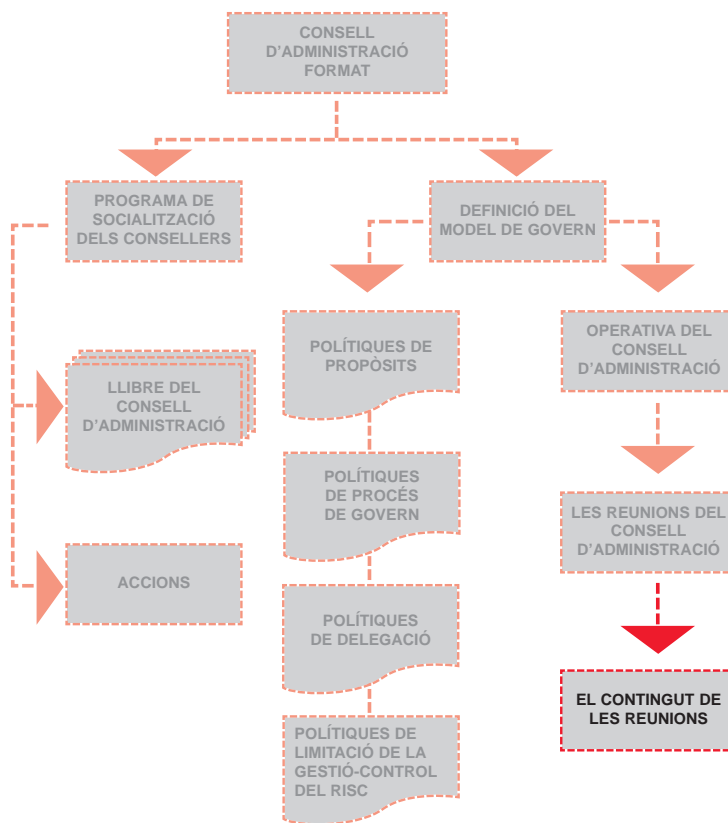 CONSELL
D'ADMINISTRACIÓ
FORMAT
PROGRAMA DE
SOCIALITZACIÓ
DELS CONSELLERS
DEFINICIÓ DEL
MODEL DE GOVERN
POLÍTIQUES DE
PROPÒSITS
OPERATIVA DEL
CONSELL
D'ADMINISTRACIÓ
LLIBRE DEL
CONSELL
D'ADMINISTRACIÓ
POLÍTIQUES
DE PROCÉS
DE GOVERN
LES REUNIONS DEL
CONSELL
D'ADMINISTRACIÓ
ACCIONS
POLÍTIQUES
DE DELEGACIÓ
EL CONTINGUT DE
LES REUNIONS
POLÍTIQUES DE
LIMITACIÓ DE LA
GESTIÓ-CONTROL
DEL RISC